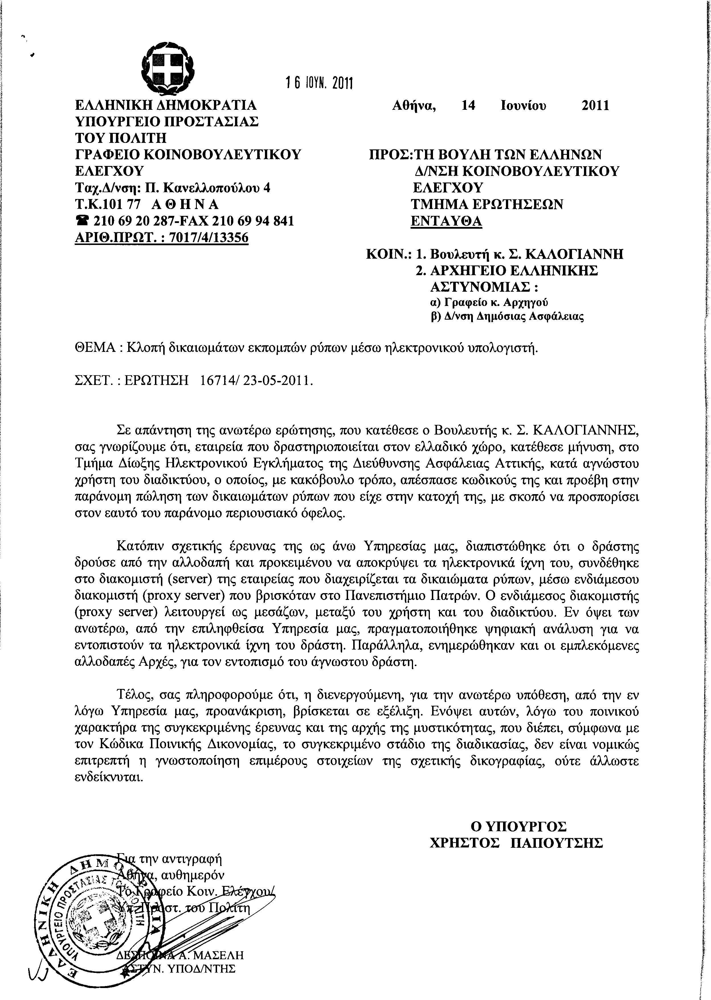 16 ΙΟΥΝ. 2011
ΕΛΛΗΝΙΚΗ ΔΗΜΟΚΡΑΤΙΑ
ΥΠΟΥΡΓΕΙΟ ΠΡΟΣΤΑΣΙΑΣ
ΤΟΥ ΠΟΛΙΤΗ
ΓΡΑΦΕΙΟ ΚΟΙΝΟΒΟΥΛΕΥΤΙΚΟΥ
ΕΛΕΓΧΟΥ
Ταχ.Δ/νση: Π. Κανελλοπούλου 4
Τ.Κ.101 77 Α Θ Η Ν Α
☎ 210 69 20 287-FAX 210 69 94 841
ΑΡΙΘ.ΠΡΩΤ. : 7017/4/13356
Αθήνα, 14 Ιουνίου 2011
ΠΡΟΣ:ΤΗ ΒΟΥΛΗ ΤΩΝ ΕΛΛΗΝΩΝ
Δ/ΝΣΗ ΚΟΙΝΟΒΟΥΛΕΥΤΙΚΟΥ
ΕΛΕΓΧΟΥ
ΤΜΗΜΑ ΕΡΩΤΗΣΕΩΝ
ΕΝΤΑΥΘΑ
ΚΟΙΝ.: 1. Βουλευτή κ. Σ. ΚΑΛΟΓΙΑΝΝΗ
2. ΑΡΧΗΓΕΙΟ ΕΛΛΗΝΙΚΗΣ
ΑΣΤΥΝΟΜΙΑΣ :
α) Γραφείο κ. Αρχηγού
β) Δ/νση Δημόσιας Ασφάλειας
ΘΕΜΑ : Κλοπή δικαιωμάτων εκπομπών ρύπων μέσω ηλεκτρονικού υπολογιστή.
ΣΧΕΤ. : ΕΡΩΤΗΣΗ 16714/ 23-05-2011.
Σε απάντηση της ανωτέρω ερώτησης, που κατέθεσε ο Βουλευτής κ. Σ. ΚΑΛΟΓΙΑΝΝΗΣ,
σας γνωρίζουμε ότι, εταιρεία που δραστηριοποιείται στον ελλαδικό χώρο, κατέθεσε μήνυση, στο
Τμήμα Δίωξης Ηλεκτρονικού Εγκλήματος της Διεύθυνσης Ασφάλειας Αττικής, κατά αγνώστου
χρήστη του διαδικτύου, ο οποίος, με κακόβουλο τρόπο, απέσπασε κωδικούς της και προέβη στην
παράνομη πώληση των δικαιωμάτων ρύπων που είχε στην κατοχή της, με σκοπό να προσπορίσει
στον εαυτό του παράνομο περιουσιακό όφελος.
Κατόπιν σχετικής έρευνας της ως άνω Υπηρεσίας μας, διαπιστώθηκε ότι ο δράστης
δρούσε από την αλλοδαπή και προκειμένου να αποκρύψει τα ηλεκτρονικά ίχνη του, συνδέθηκε
στο διακομιστή (server) της εταιρείας που διαχειρίζεται τα δικαιώματα ρύπων, μέσω ενδιάμεσου
διακομιστή (proxy server) που βρισκόταν στο Πανεπιστήμιο Πατρών. Ο ενδιάμεσος διακομιστής
(proxy server) λειτουργεί ως μεσάζων, μεταξύ του χρήστη και του διαδικτύου. Εν όψει των
ανωτέρω, από την επιληφθείσα Υπηρεσία μας, πραγματοποιήθηκε ψηφιακή ανάλυση για να
εντοπιστούν τα ηλεκτρονικά ίχνη του δράστη. Παράλληλα, ενημερώθηκαν και οι εμπλεκόμενες
αλλοδαπές Αρχές, για τον εντοπισμό του άγνωστου δράστη.
Τέλος, σας πληροφορούμε ότι, η διενεργούμενη, για την ανωτέρω υπόθεση, από την εν
λόγω Υπηρεσία μας, προανάκριση, βρίσκεται σε εξέλιξη. Ενόψει αυτών, λόγω του ποινικού
χαρακτήρα της συγκεκριμένης έρευνας και της αρχής της μυστικότητας, που διέπει, σύμφωνα με
τον Κώδικα Ποινικής Δικονομίας, το συγκεκριμένο στάδιο της διαδικασίας, δεν είναι νομικώς
επιτρεπτή η γνωστοποίηση επιμέρους στοιχείων της σχετικής δικογραφίας, ούτε άλλωστε
ενδείκνυται.
Ο ΥΠΟΥΡΓΟΣ
ΧΡΗΣΤΟΣ ΠΑΠΟΥΤΣΗΣ
Για την αντιγραφή
Αθήνα, αυθημερόν
Το Γραφείο Κοιν. Ελέγχου/
Υπ. Προστ. του Πολίτη
ΔΕΣΠΟΙΝΑ Α. ΜΑΣΕΛΗ
ΑΣΤΥΝ. ΥΠΟΔ/ΝΤΗΣ
ΕΛΛΗΝΙΚΗ ΔΗΜΟΚΡΑΤΙΑ
ΥΠΟΥΡΓΕΙΟ ΠΡΟΣΤΑΣΙΑΣ ΤΟΥ ΠΟΛΙΤΗ